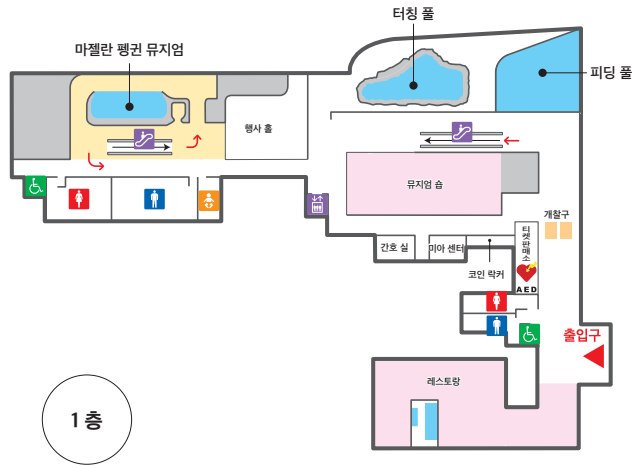 터칭 풀
마젤란 펭귄 뮤지엄
피딩 풀
행사 홀
뮤지엄 숍
개찰구
티켓판매소
간호 실
미아 센터
코인 락커
AED
출입구
레스토랑
1 층